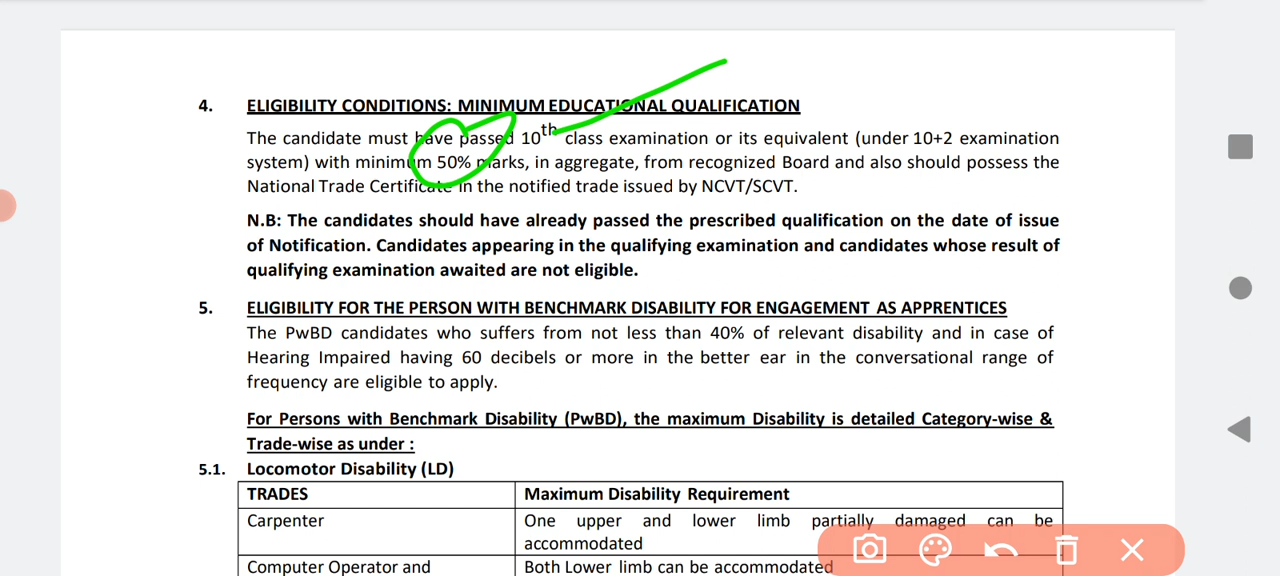 4. ELIGIBILITY CONDITIONS: MINIMUM EDUCATIONAL QUALIFICATION
The candidate must have passed 10th class examination or its equivalent (under 10+2 examination
system) with minimum 50% marks, in aggregate, from recognized Board and also should possess the
National Trade Certificate in the notified trade issued by NCVT/SCVT.
N.B: The candidates should have already passed the prescribed qualification on the date of issue
of Notification. Candidates appearing in the qualifying examination and candidates whose result of
qualifying examination awaited are not eligible.
5. ELIGIBILITY FOR THE PERSON WITH BENCHMARK DISABILITY FOR ENGAGEMENT AS APPRENTICES
The PwBD candidates who suffers from not less than 40% of relevant disability and in case of
Hearing Impaired having 60 decibels or more in the better ear in the conversational range of
frequency are eligible to apply.
For Persons with Benchmark Disability (PwBD), the maximum Disability is detailed Category-wise &
Trade-wise as under :
5.1. Locomotor Disability (LD)
TRADES Maximum Disability Requirement
Carpenter One upper and lower limb partially damaged can be
accommodated
Computer Operator and Both Lower limb can be accommodated